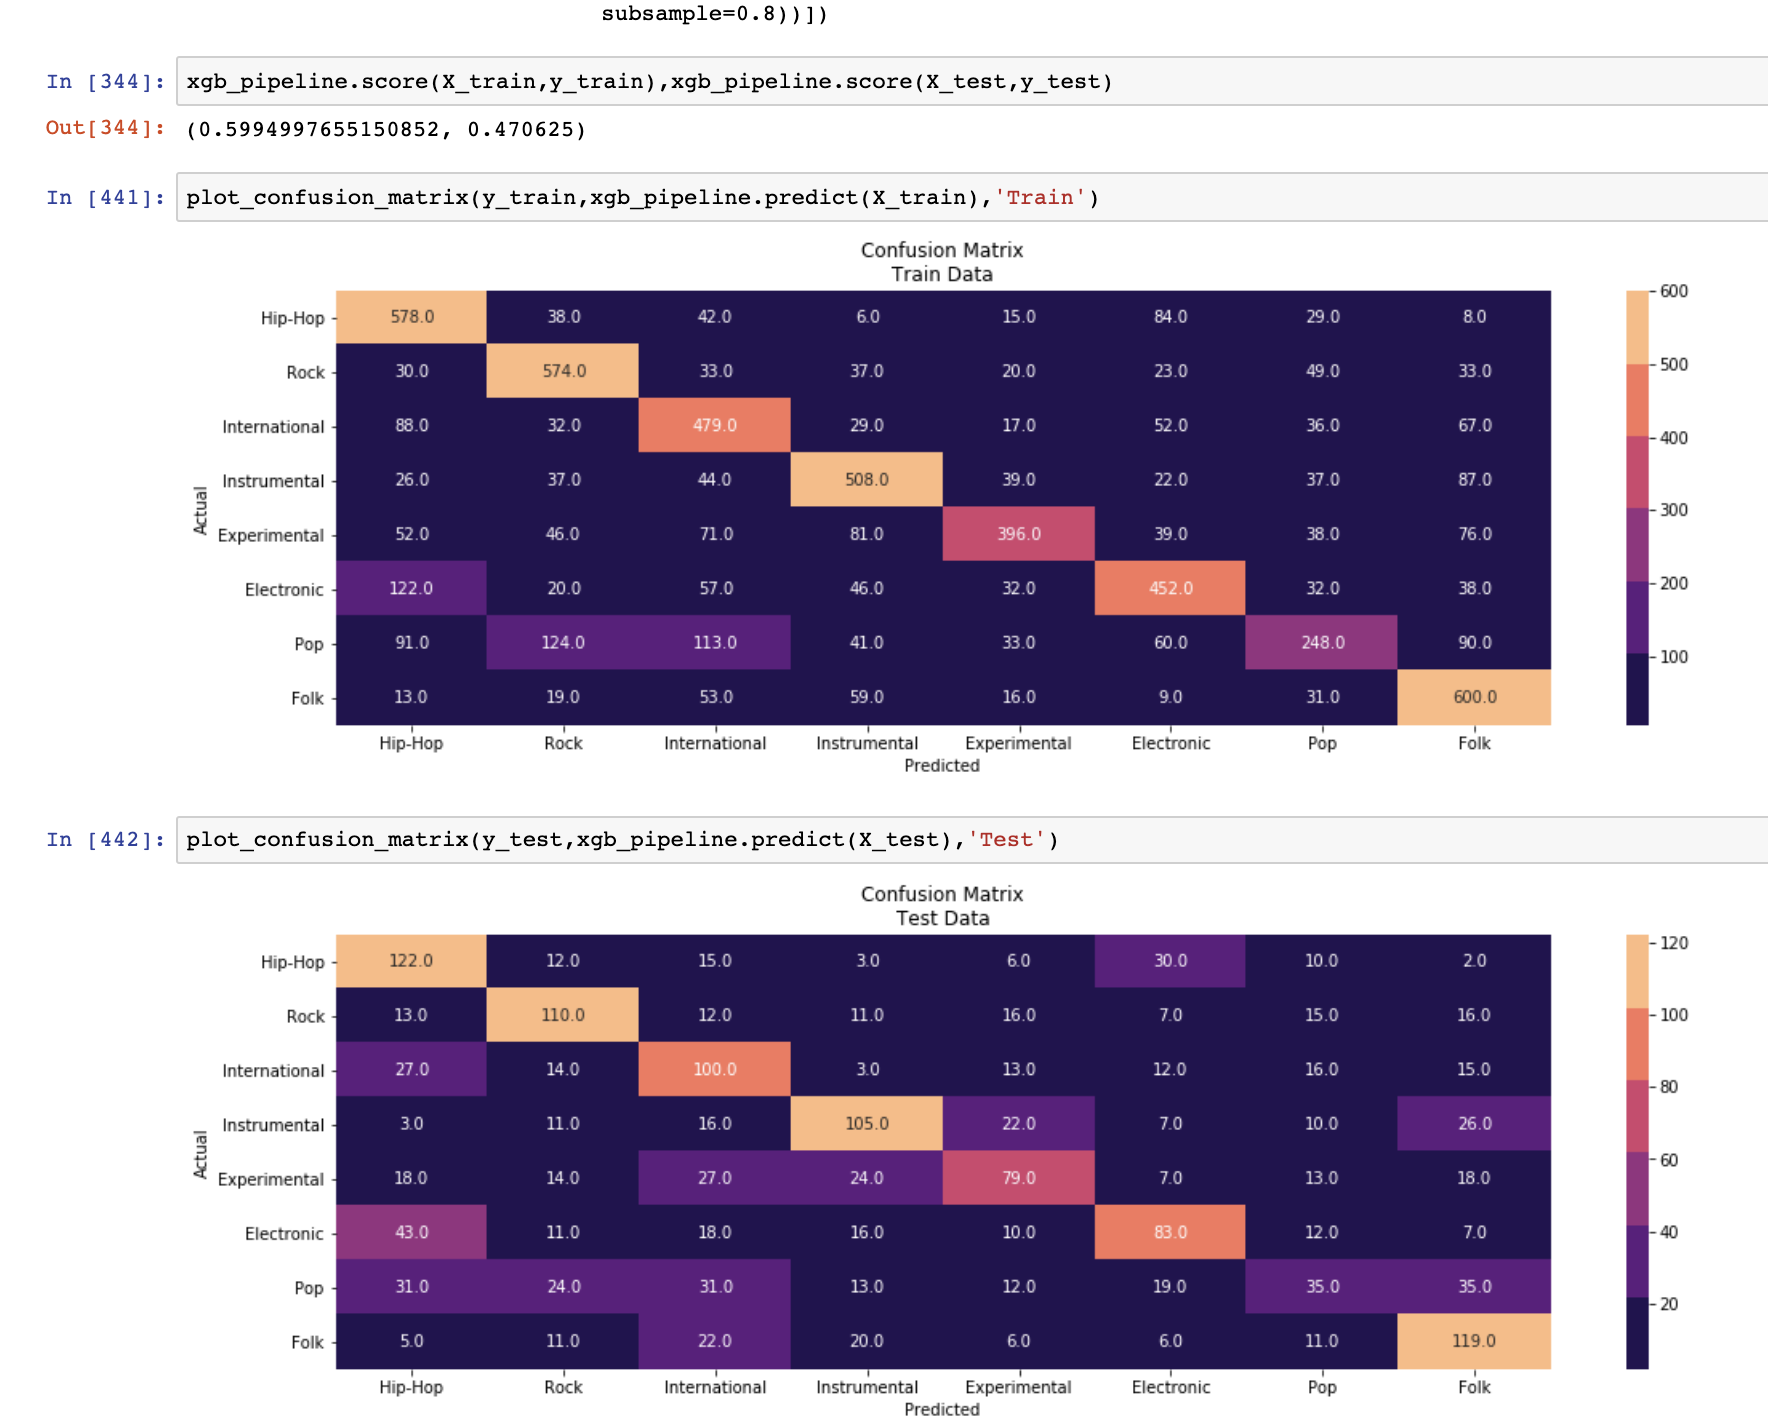 subsample=0.8))])
In [344]: xgb_pipeline.score(X_train,y_train),xgb_pipeline.score(X_test,y_test)
Out[344]: (0.5994997655150852, 0.470625)
In [441]: plot_confusion_matrix(y_train,xgb_pipeline.predict(X_train),'Train')
Confusion Matrix
Train Data
Hip-Hop 578.0 38.0 42.0 6.0 15.0 84.0 29.0 8.0
Rock 30.0 574.0 33.0 37.0 20.0 23.0 49.0 33.0
International 88.0 32.0 479.0 29.0 17.0 52.0 36.0 67.0
Instrumental 26.0 37.0 44.0 508.0 39.0 22.0 37.0 87.0
Experimental 52.0 46.0 71.0 81.0 396.0 39.0 38.0 76.0
Electronic 122.0 20.0 57.0 46.0 32.0 452.0 32.0 38.0
Pop 91.0 124.0 113.0 41.0 33.0 60.0 248.0 90.0
Folk 13.0 19.0 53.0 59.0 16.0 9.0 31.0 600.0
Actual
Hip-Hop Rock International Instrumental Experimental Electronic Pop Folk
Predicted
600
500
400
300
200
100
In [442]: plot_confusion_matrix(y_test,xgb_pipeline.predict(X_test),'Test')
Confusion Matrix
Test Data
Hip-Hop 122.0 12.0 15.0 3.0 6.0 30.0 10.0 2.0
Rock 13.0 110.0 12.0 11.0 16.0 7.0 15.0 16.0
International 27.0 14.0 100.0 3.0 13.0 12.0 16.0 15.0
Instrumental 3.0 11.0 16.0 105.0 22.0 7.0 10.0 26.0
Experimental 18.0 14.0 27.0 24.0 79.0 7.0 13.0 18.0
Electronic 43.0 11.0 18.0 16.0 10.0 83.0 12.0 7.0
Pop 31.0 24.0 31.0 13.0 12.0 19.0 35.0 35.0
Folk 5.0 11.0 22.0 20.0 6.0 6.0 11.0 119.0
Actual
Hip-Hop Rock International Instrumental Experimental Electronic Pop Folk
Predicted
120
100
80
60
40
20